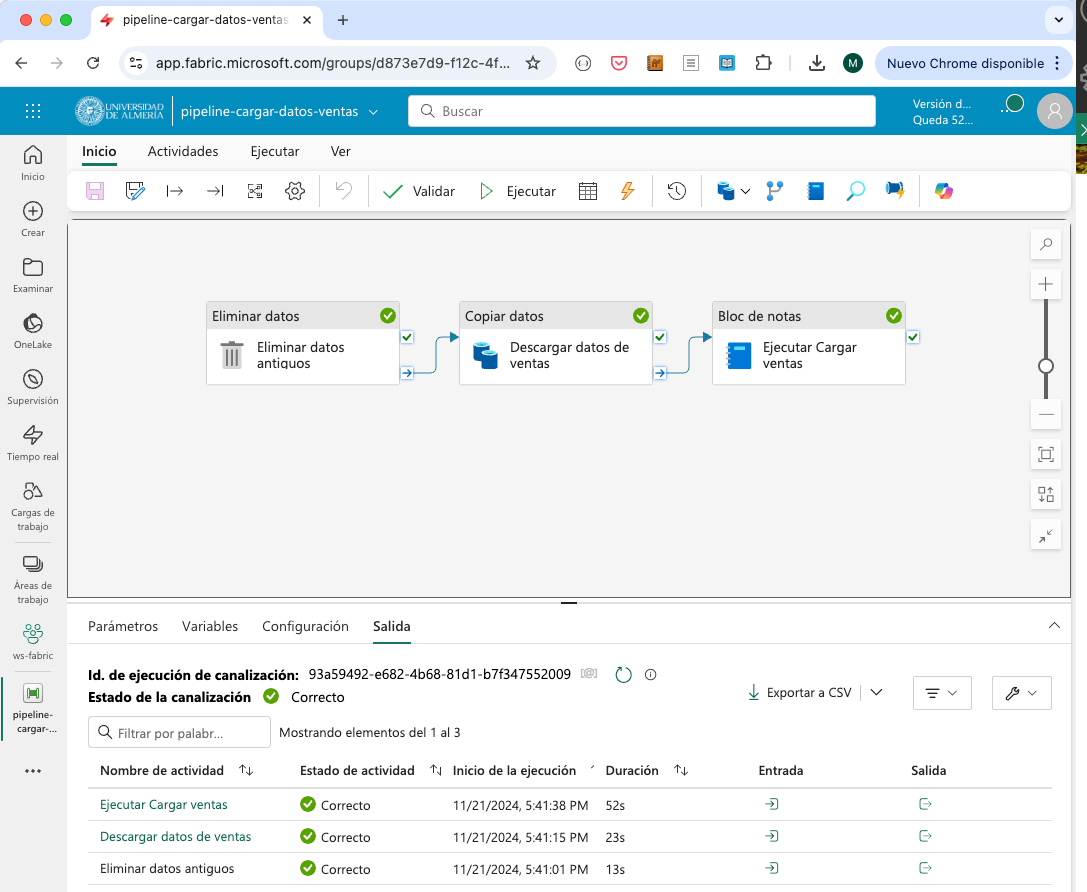 pipeline-cargar-datos-ventas
app.fabric.microsoft.com/groups/d873e7d9-f12c-4f...
M
Nuevo Chrome disponible
UNIVERSIDAD
DE ALMERÍA
pipeline-cargar-datos-ventas
Buscar
Versión d...
Queda 52...
Inicio
Actividades
Ejecutar
Ver
Validar
Ejecutar
Inicio
Crear
Examinar
OneLake
Supervisión
Tiempo real
Cargas de
trabajo
Áreas de
trabajo
ws-fabric
pipeline-
cargar-...
Eliminar datos
Eliminar datos
antiguos
Copiar datos
Descargar datos de
ventas
Bloc de notas
Ejecutar Cargar
ventas
Parámetros
Variables
Configuración
Salida
Id. de ejecución de canalización: 93a59492-e682-4b68-81d1-b7f347552009
Estado de la canalización Correcto
Exportar a CSV
Filtrar por palabr...
Mostrando elementos del 1 al 3
Nombre de actividad Estado de actividad Inicio de la ejecución Duración Entrada Salida
Ejecutar Cargar ventas Correcto 11/21/2024, 5:41:38 PM 52s
Descargar datos de ventas Correcto 11/21/2024, 5:41:15 PM 23s
Eliminar datos antiguos Correcto 11/21/2024, 5:41:01 PM 13s